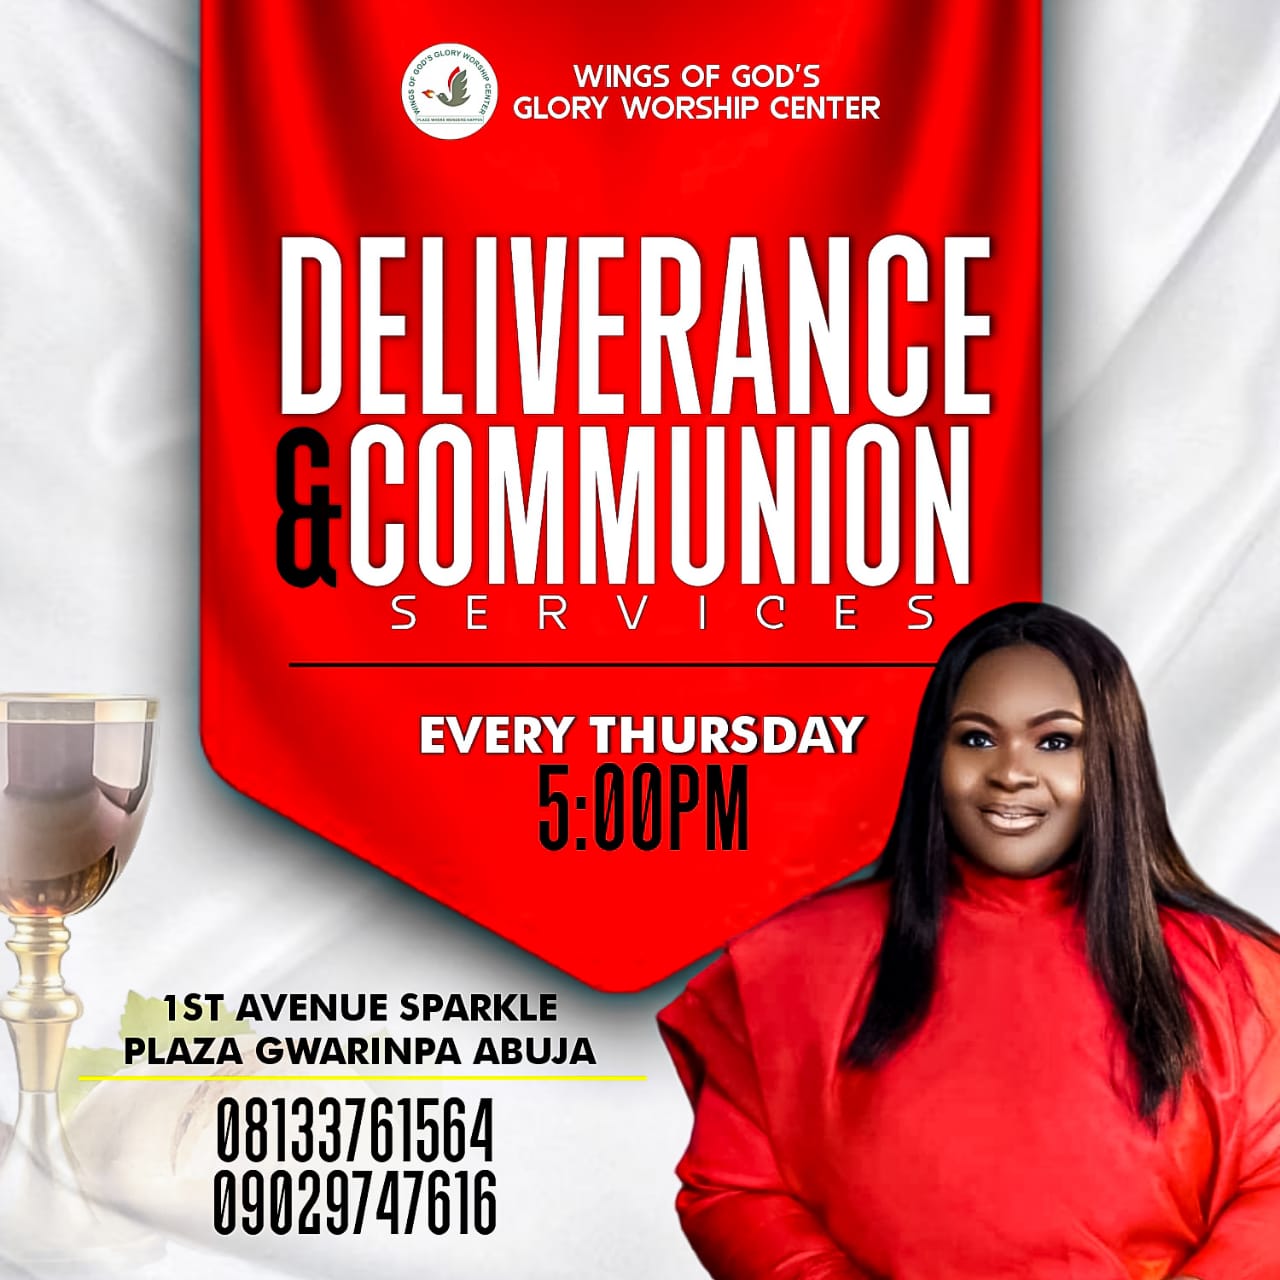 WINGS OF GOD'S GLORY WORSHIP CENTER
PLACE WHERE WONDERS HAPPEN
WINGS OF GOD'S
GLORY WORSHIP CENTER
DELIVERANCE
&COMMUNION
SERVICES
EVERY THURSDAY
5:00PM
1ST AVENUE SPARKLE
PLAZA GWARINPA ABUJA
08133761564
09029747616